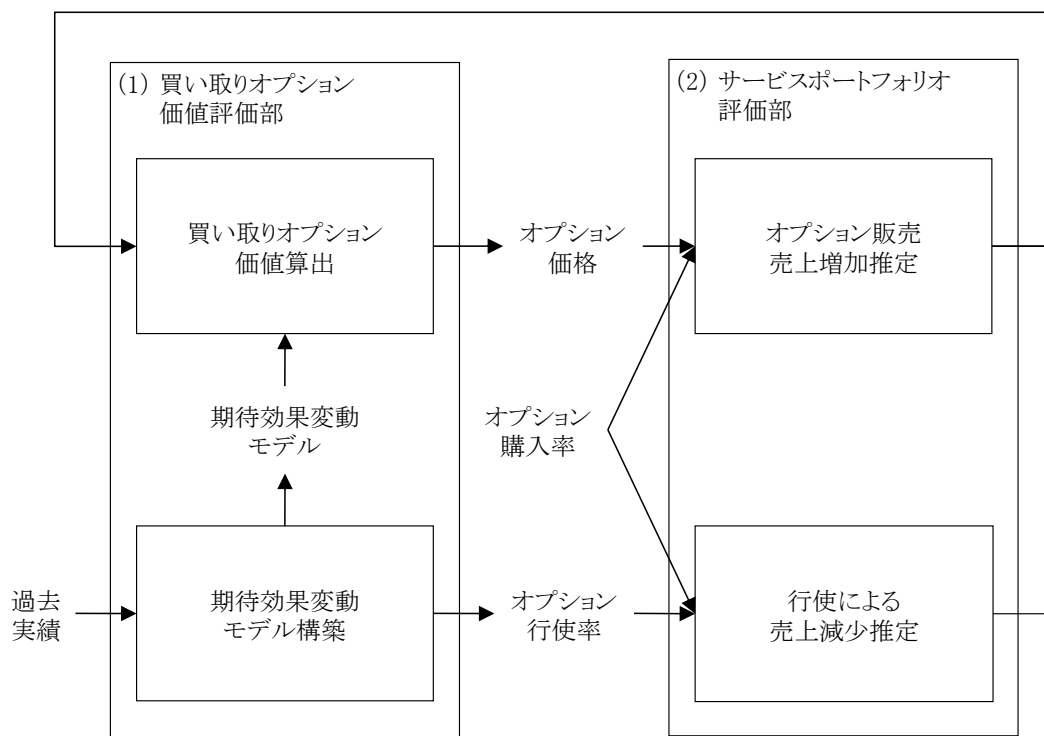 (1) 買い取りオプション
価値評価部
(2) サービスポートフォリオ
評価部
買い取りオプション
価値算出
オプション
価格
オプション販売
売上増加推定
期待効果変動
モデル
オプション
購入率
過去
実績
期待効果変動
モデル構築
オプション
行使率
行使による
売上減少推定